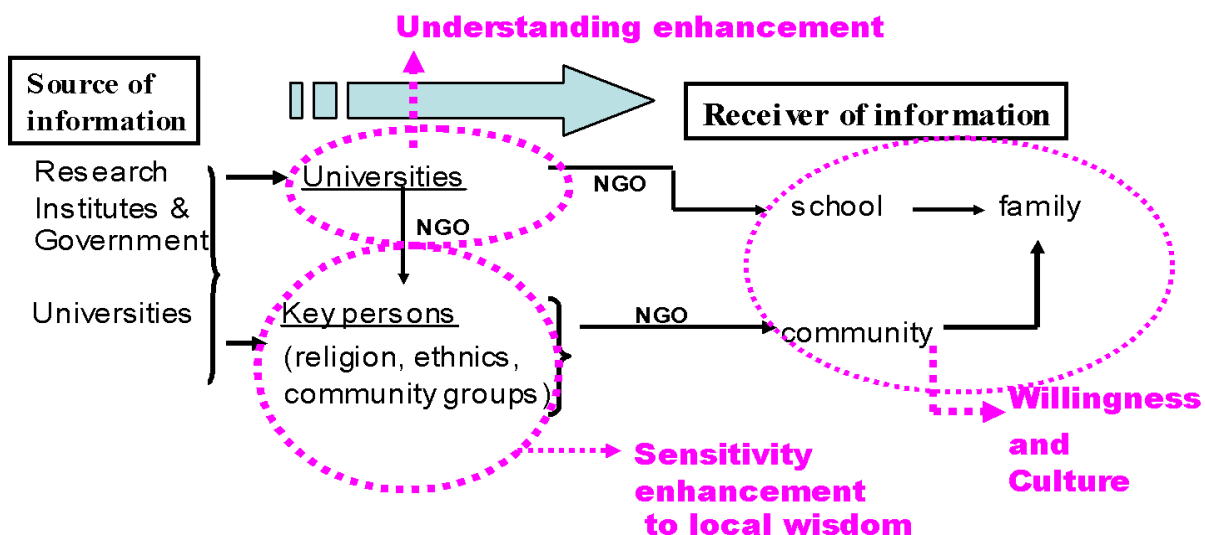 Understanding enhancement
Source of
information
Receiver of information
Research
Institutes &
Government
Universities
NGO
school
family
NGO
Universities
Key persons
(religion, ethnics,
community groups)
NGO
community
Willingness
and
Culture
Sensitivity
enhancement
to local wisdom